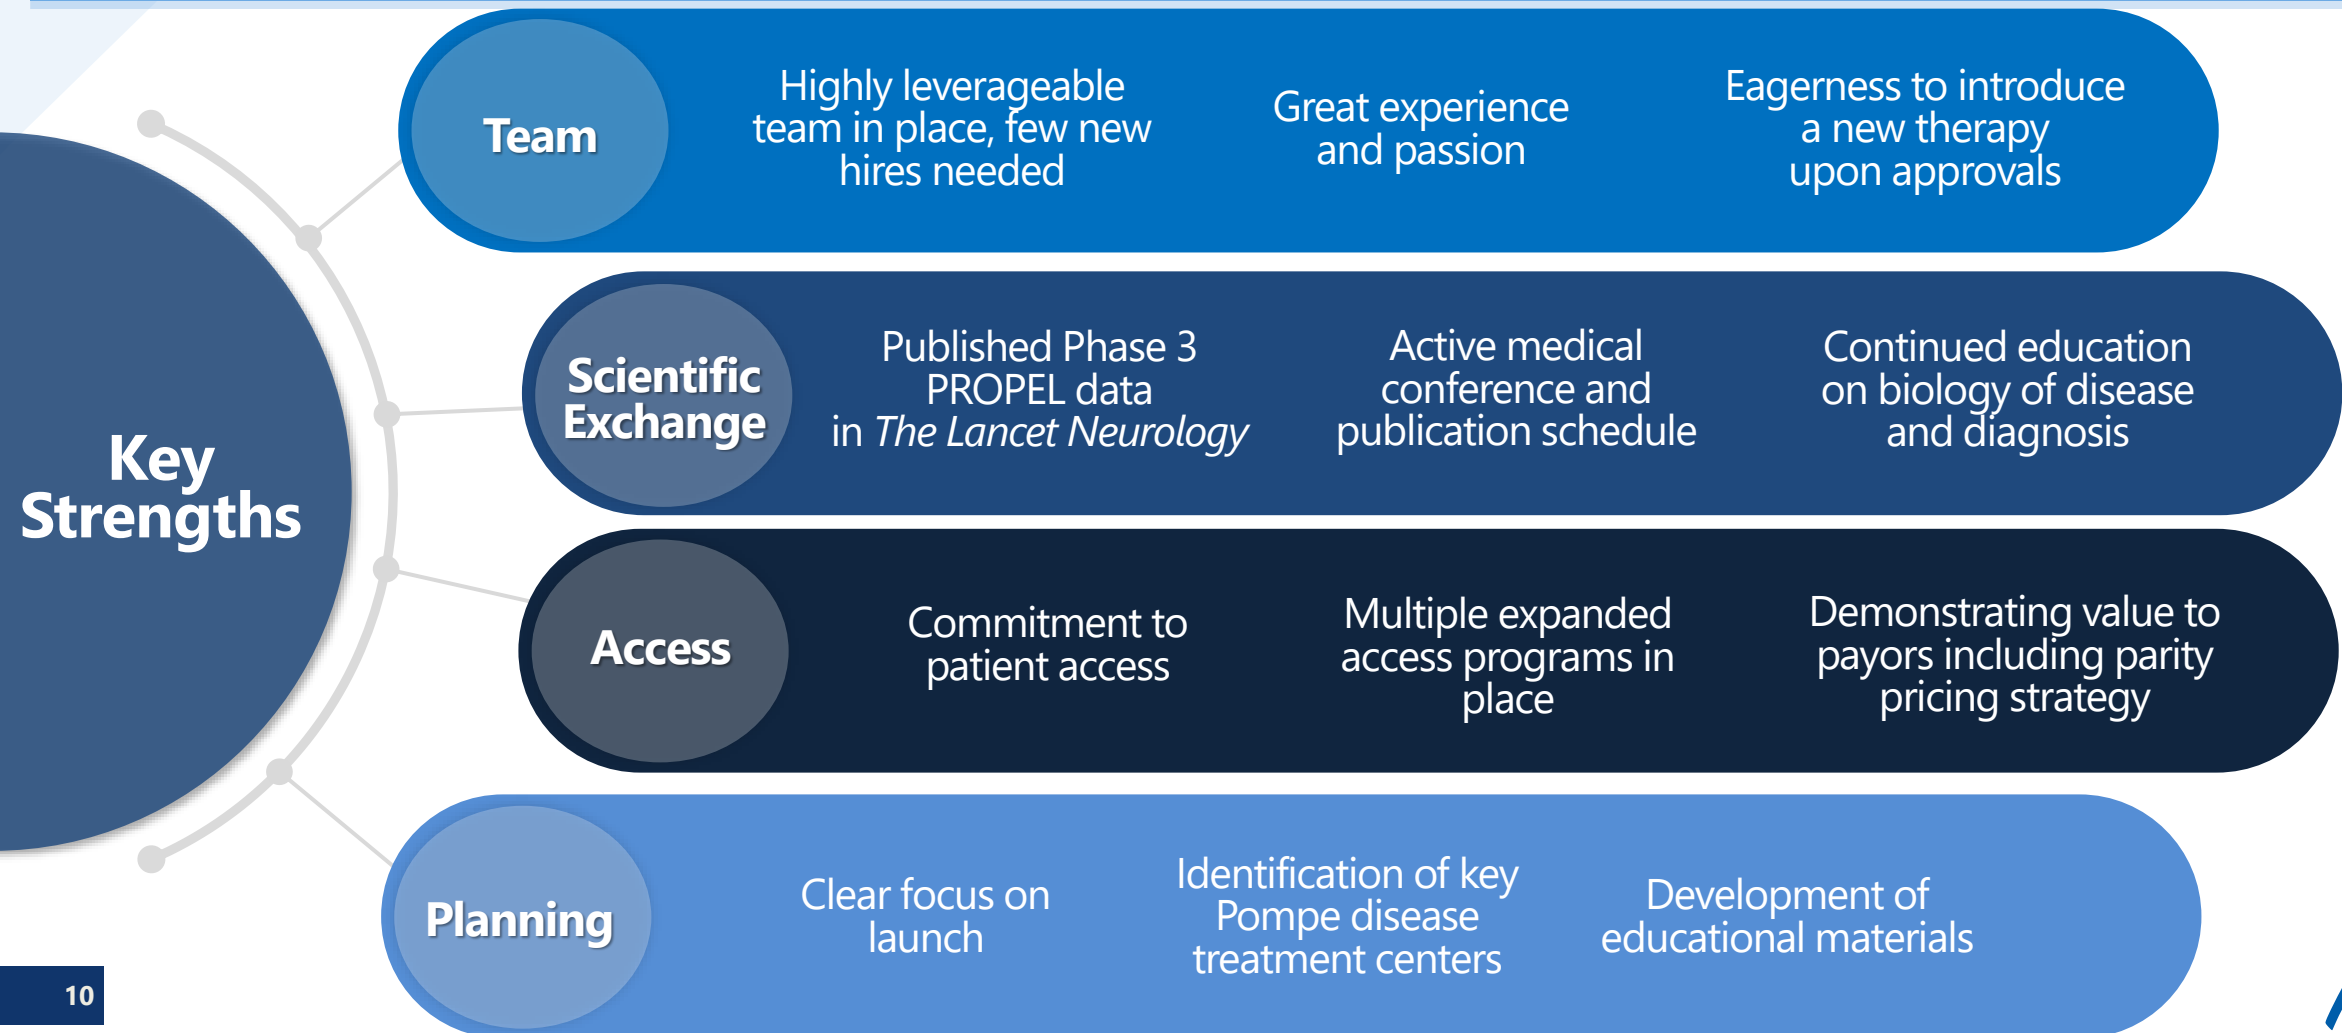 Key
Strengths
Team
Highly leverageable
team in place, few new
hires needed
Great experience
and passion
Eagerness to introduce
a new therapy
upon approvals
Scientific
Exchange
Published Phase 3
PROPEL data
in The Lancet Neurology
Active medical
conference and
publication schedule
Continued education
on biology of disease
and diagnosis
Access
Commitment to
patient access
Multiple expanded
access programs in
place
Demonstrating value to
payors including parity
pricing strategy
Planning
Clear focus on
launch
Identification of key
Pompe disease
treatment centers
Development of
educational materials
10